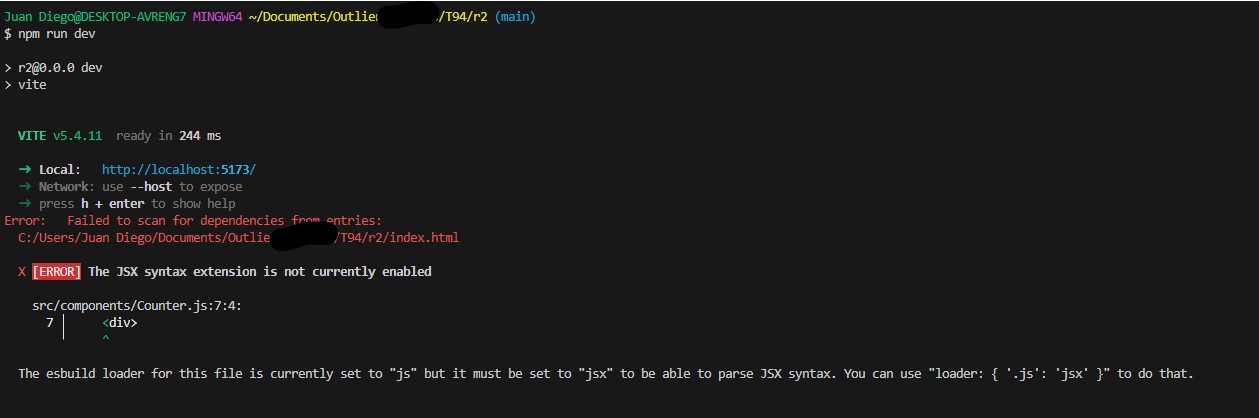 Juan Diego@DESKTOP-AVRENG7 MINGW64 ~/Documents/Outlier /T94/r2 (main)
$ npm run dev
> r2@0.0.0 dev
> vite
VITE v5.4.11 ready in 244 ms
➜ Local: http://localhost:5173/
➜ Network: use --host to expose
➜ press h + enter to show help
Error: Failed to scan for dependencies from entries:
C:/Users/Juan Diego/Documents/Outlie /T94/r2/index.html
X [ERROR] The JSX syntax extension is not currently enabled
src/components/Counter.js:7:4:
7 │ <div>
^
The esbuild loader for this file is currently set to "js" but it must be set to "jsx" to be able to parse JSX syntax. You can use "loader: { '.js': 'jsx' }" to do that.